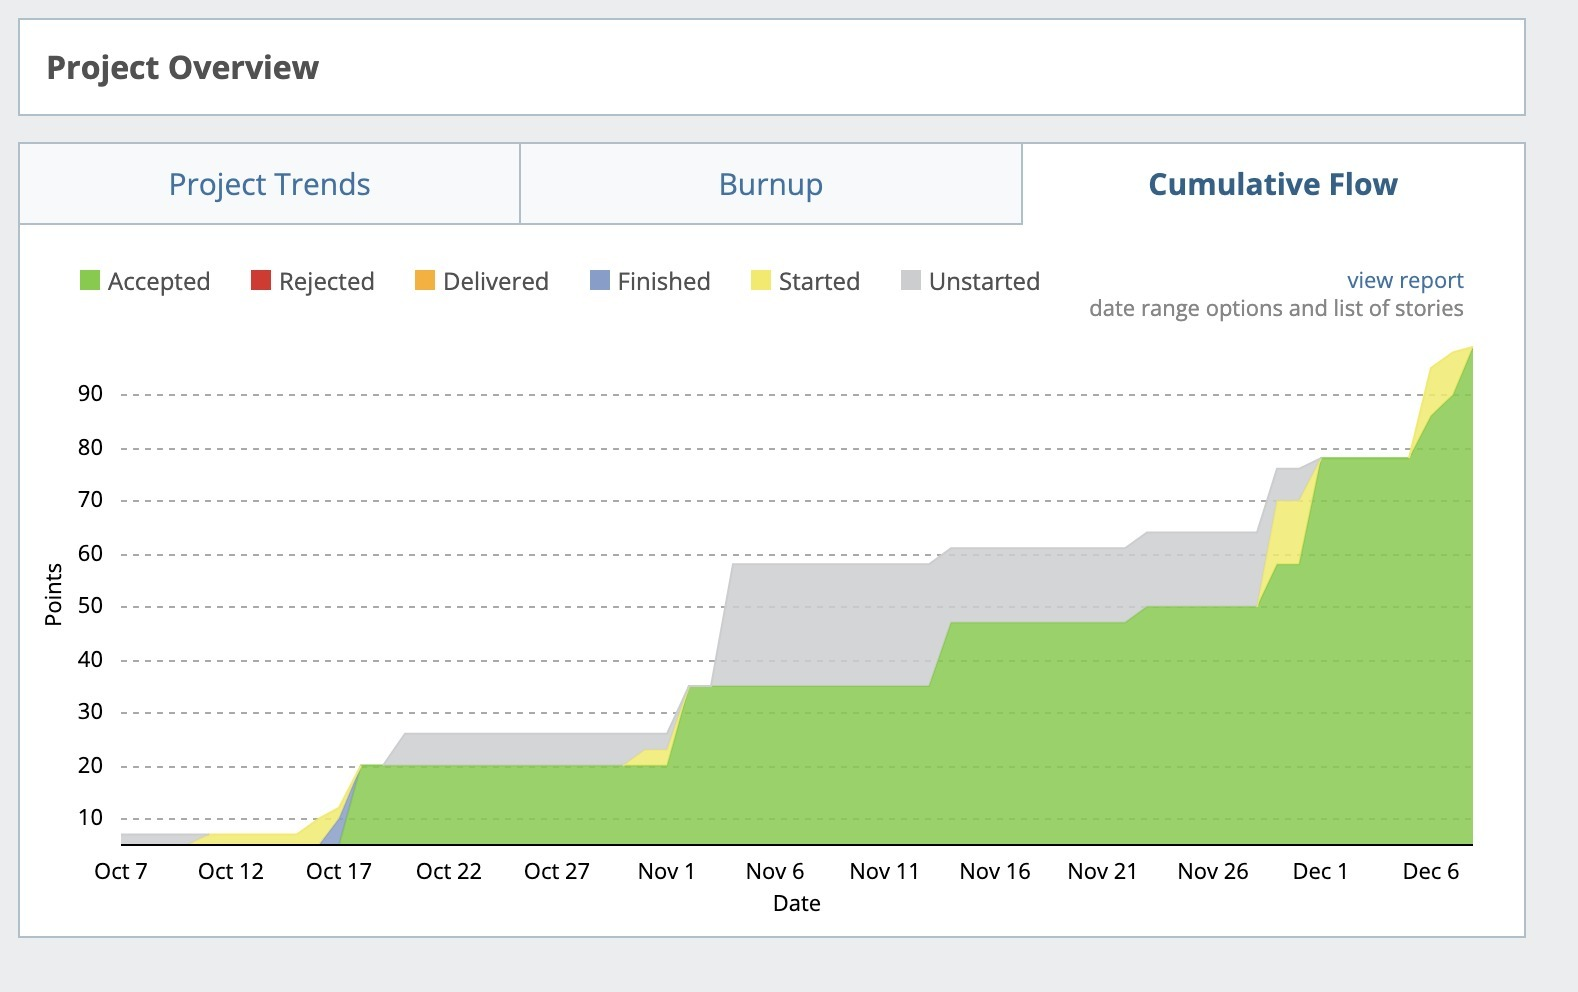 Project Overview
Project Trends
Burnup
Cumulative Flow
Accepted
Rejected
Delivered
Finished
Started
Unstarted
view report
date range options and list of stories
90
80
70
60
50
40
30
20
10
Points
Oct 7
Oct 12
Oct 17
Oct 22
Oct 27
Nov 1
Nov 6
Nov 11
Nov 16
Nov 21
Nov 26
Dec 1
Dec 6
Date